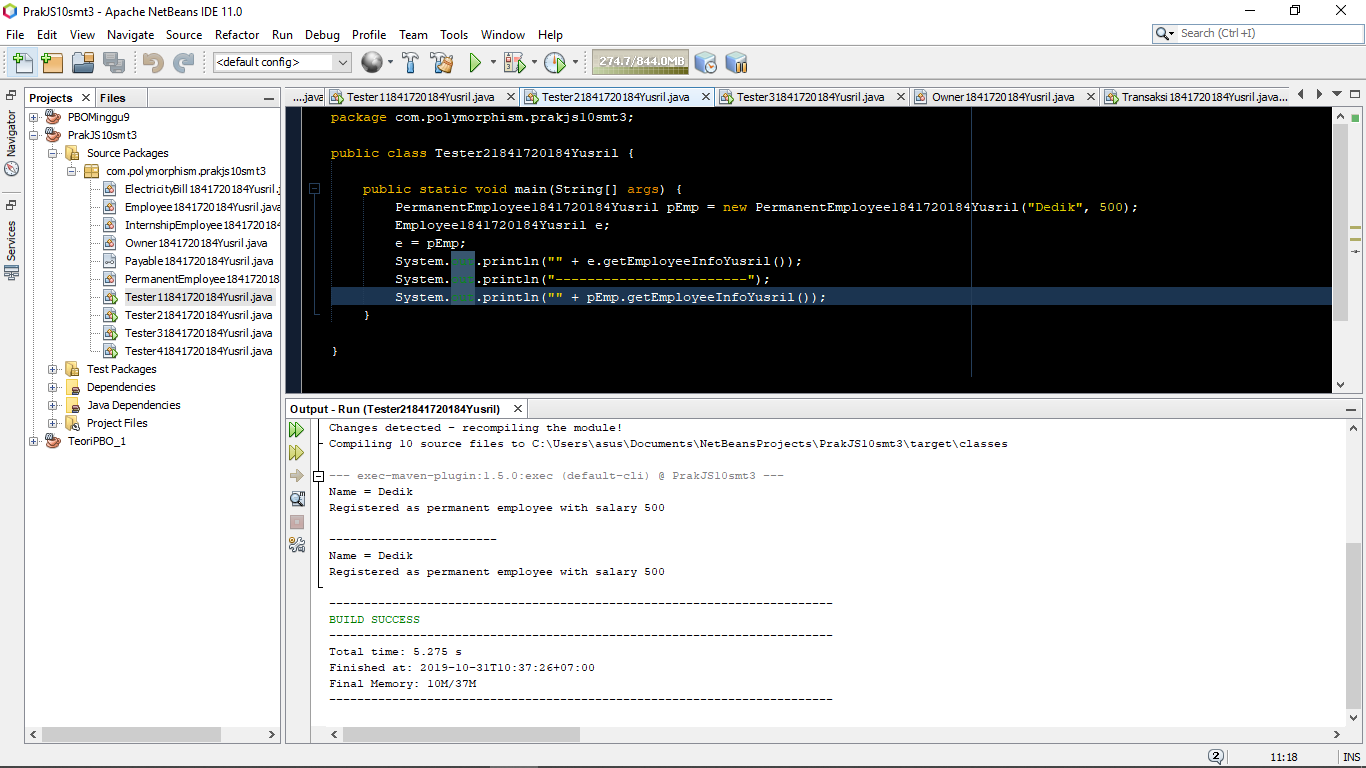 PrakJS10smt3 - Apache NetBeans IDE 11.0
File Edit View Navigate Source Refactor Run Debug Profile Team Tools Window Help
Search (Ctrl+I)
<default config>
274.7/844.0MB
Navigator
Services
Projects
Files
PBOMinggu9
PrakJS10smt3
Source Packages
com.polymorphism.prakjs10smt3
ElectricityBill1841720184Yusril.
Employee1841720184Yusril.java
InternshipEmployee184172018
Owner1841720184Yusril.java
Payable1841720184Yusril.java
PermanentEmployee18417201
Tester11841720184Yusril.java
Tester21841720184Yusril.java
Tester31841720184Yusril.java
Tester41841720184Yusril.java
Test Packages
Dependencies
Java Dependencies
Project Files
TeoriPBO_1
....java
Tester11841720184Yusril.java
Tester21841720184Yusril.java
Tester31841720184Yusril.java
Owner1841720184Yusril.java
Transaksi1841720184Yusril.java...
package com.polymorphism.prakjs10smt3;
public class Tester21841720184Yusril {
public static void main(String[] args) {
PermanentEmployee1841720184Yusril pEmp = new PermanentEmployee1841720184Yusril("Dedik", 500);
Employee1841720184Yusril e;
e = pEmp;
System.out.println("" + e.getEmployeeInfoYusril());
System.out.println("------------------------");
System.out.println("" + pEmp.getEmployeeInfoYusril());
}
}
Output - Run (Tester21841720184Yusril)
Changes detected - recompiling the module!
Compiling 10 source files to C:\Users\asus\Documents\NetBeansProjects\PrakJS10smt3\target\classes
--- exec-maven-plugin:1.5.0:exec (default-cli) @ PrakJS10smt3 ---
Name = Dedik
Registered as permanent employee with salary 500
------------------------
Name = Dedik
Registered as permanent employee with salary 500
------------------------------------------------------------------------
BUILD SUCCESS
------------------------------------------------------------------------
Total time: 5.275 s
Finished at: 2019-10-31T10:37:26+07:00
Final Memory: 10M/37M
------------------------------------------------------------------------
2
11:18
INS